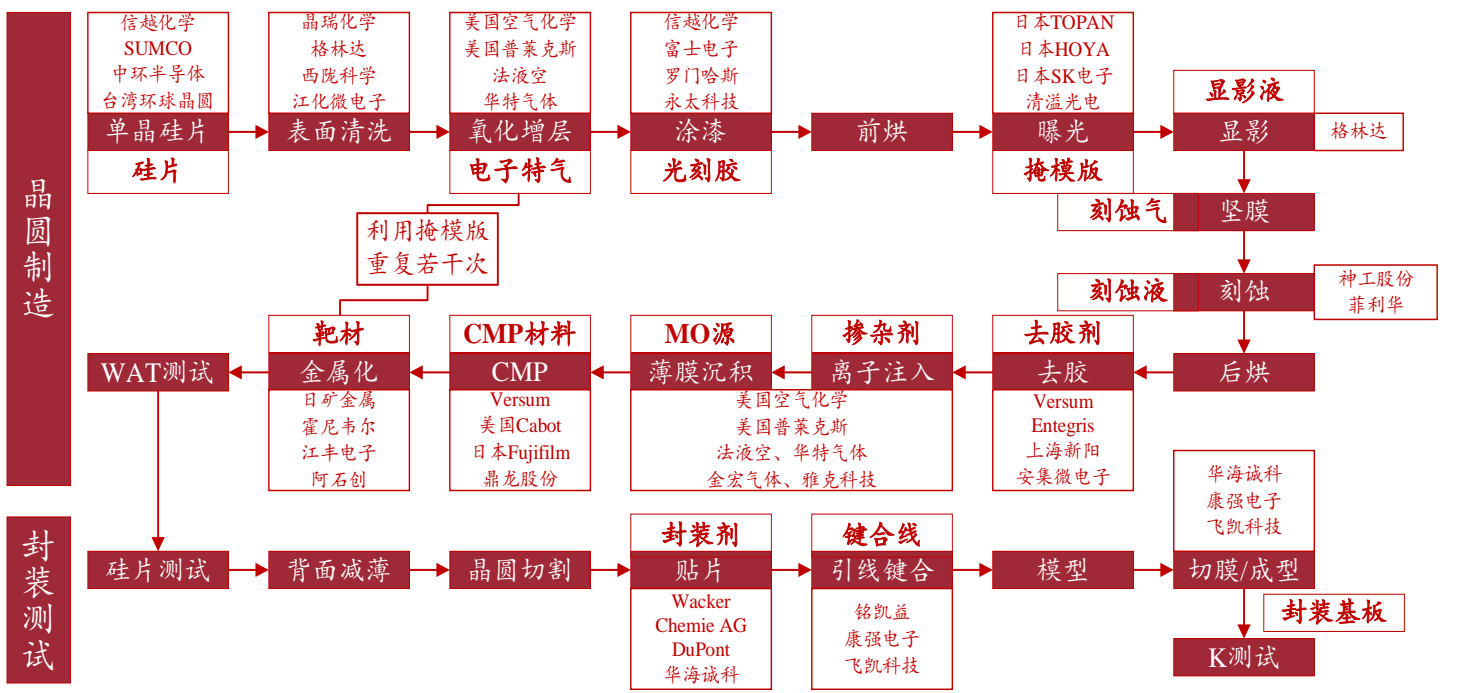 晶圆制造
信越化学
SUMCO
中环半导体
台湾环球晶圆
单晶硅片
硅片
晶瑞化学
格林达
西陇科学
江化微电子
表面清洗
美国空气化学
美国普莱克斯
法液空
华特气体
氧化增层
电子特气
信越化学
富士电子
罗门哈斯
永太科技
涂漆
光刻胶
前烘
日本TOPAN
日本HOYA
日本SK电子
清溢光电
曝光
掩模版
显影液
显影
格林达
刻蚀气
坚膜
利用掩模版
重复若干次
刻蚀液
刻蚀
神工股份
菲利华
WAT测试
靶材
金属化
日矿金属
霍尼韦尔
江丰电子
阿石创
CMP材料
CMP
Versum
美国Cabot
日本Fujifilm
鼎龙股份
MO源
薄膜沉积
掺杂剂
离子注入
美国空气化学
美国普莱克斯
法液空、华特气体
金宏气体、雅克科技
去胶剂
去胶
Versum
Entegris
上海新阳
安集微电子
后烘
封装测试
硅片测试
背面减薄
晶圆切割
封装剂
贴片
Wacker
Chemie AG
DuPont
华海诚科
键合线
引线键合
铭凯益
康强电子
飞凯科技
模型
华海诚科
康强电子
飞凯科技
切膜/成型
封装基板
K测试